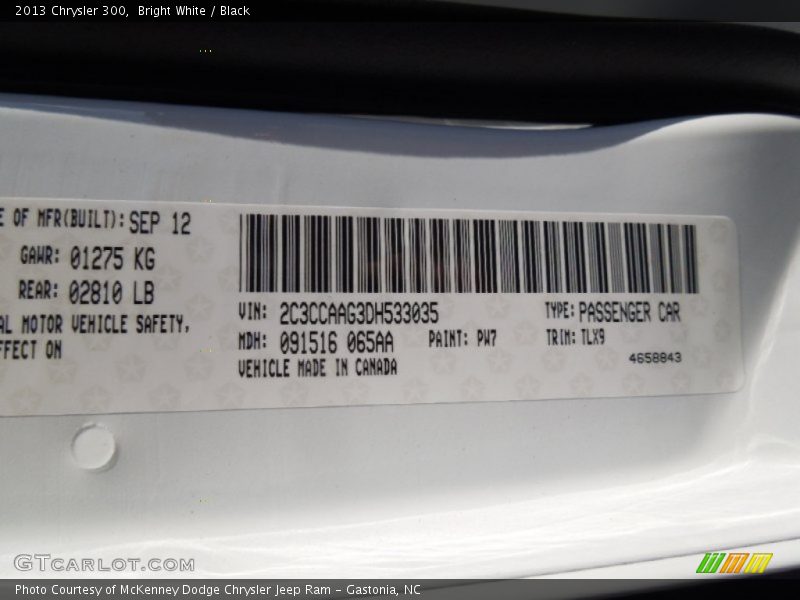 2013 Chrysler 300, Bright White / Black
E OF MFR(BUILT): SEP 12
GAWR: 01275 KG
REAR: 02810 LB
AL MOTOR VEHICLE SAFETY,
FFECT ON
VIN: 2C3CCAAG3DH533035
TYPE: PASSENGER CAR
MDH: 091516 065AA
PAINT: PW7
TRIM: TLX9
VEHICLE MADE IN CANADA
4658843
GTCARLOT.COM
Photo Courtesy of McKenney Dodge Chrysler Jeep Ram - Gastonia, NC